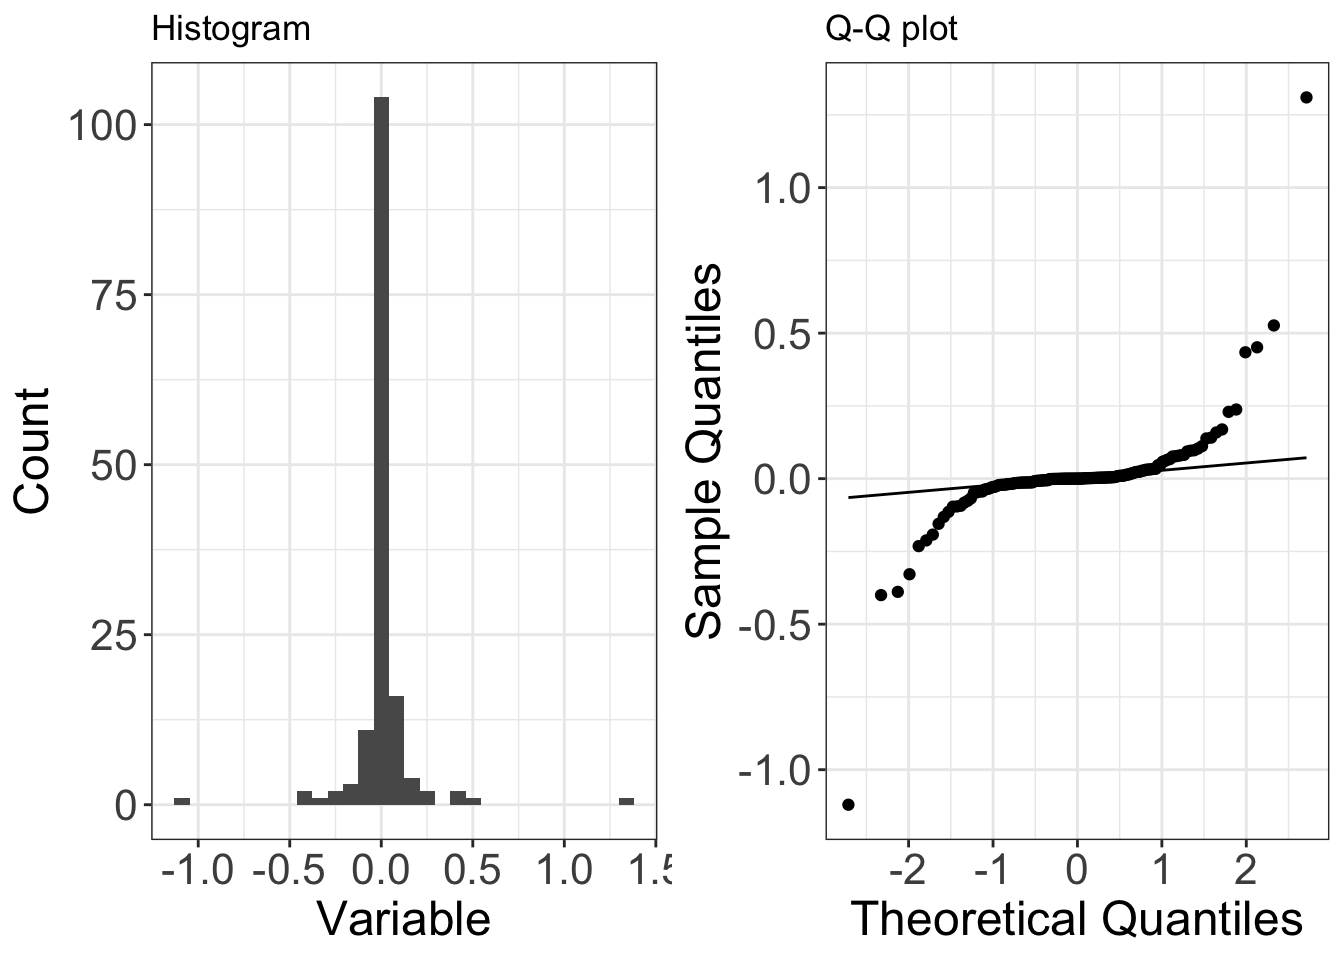 Histogram
Count
100
75
50
25
0
-1.0 -0.5 0.0 0.5 1.0 1.5
Variable
Q-Q plot
Sample Quantiles
1.0
0.5
0.0
-0.5
-1.0
-2 -1 0 1 2
Theoretical Quantiles